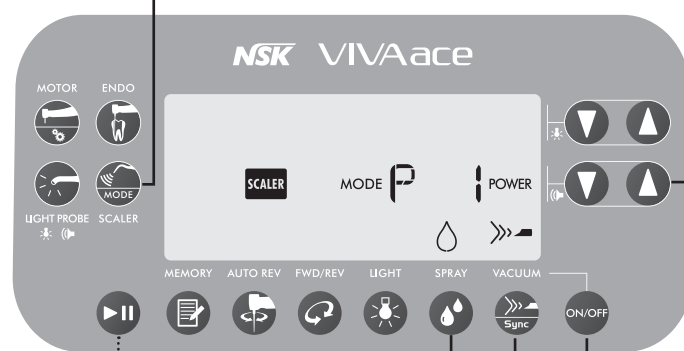 NSK VIVAace
MOTOR ENDO
SCALER MODE P 1 POWER
MODE
LIGHT PROBE SCALER
MEMORY AUTO REV FWD/REV LIGHT SPRAY VACUUM
Sync ON/OFF